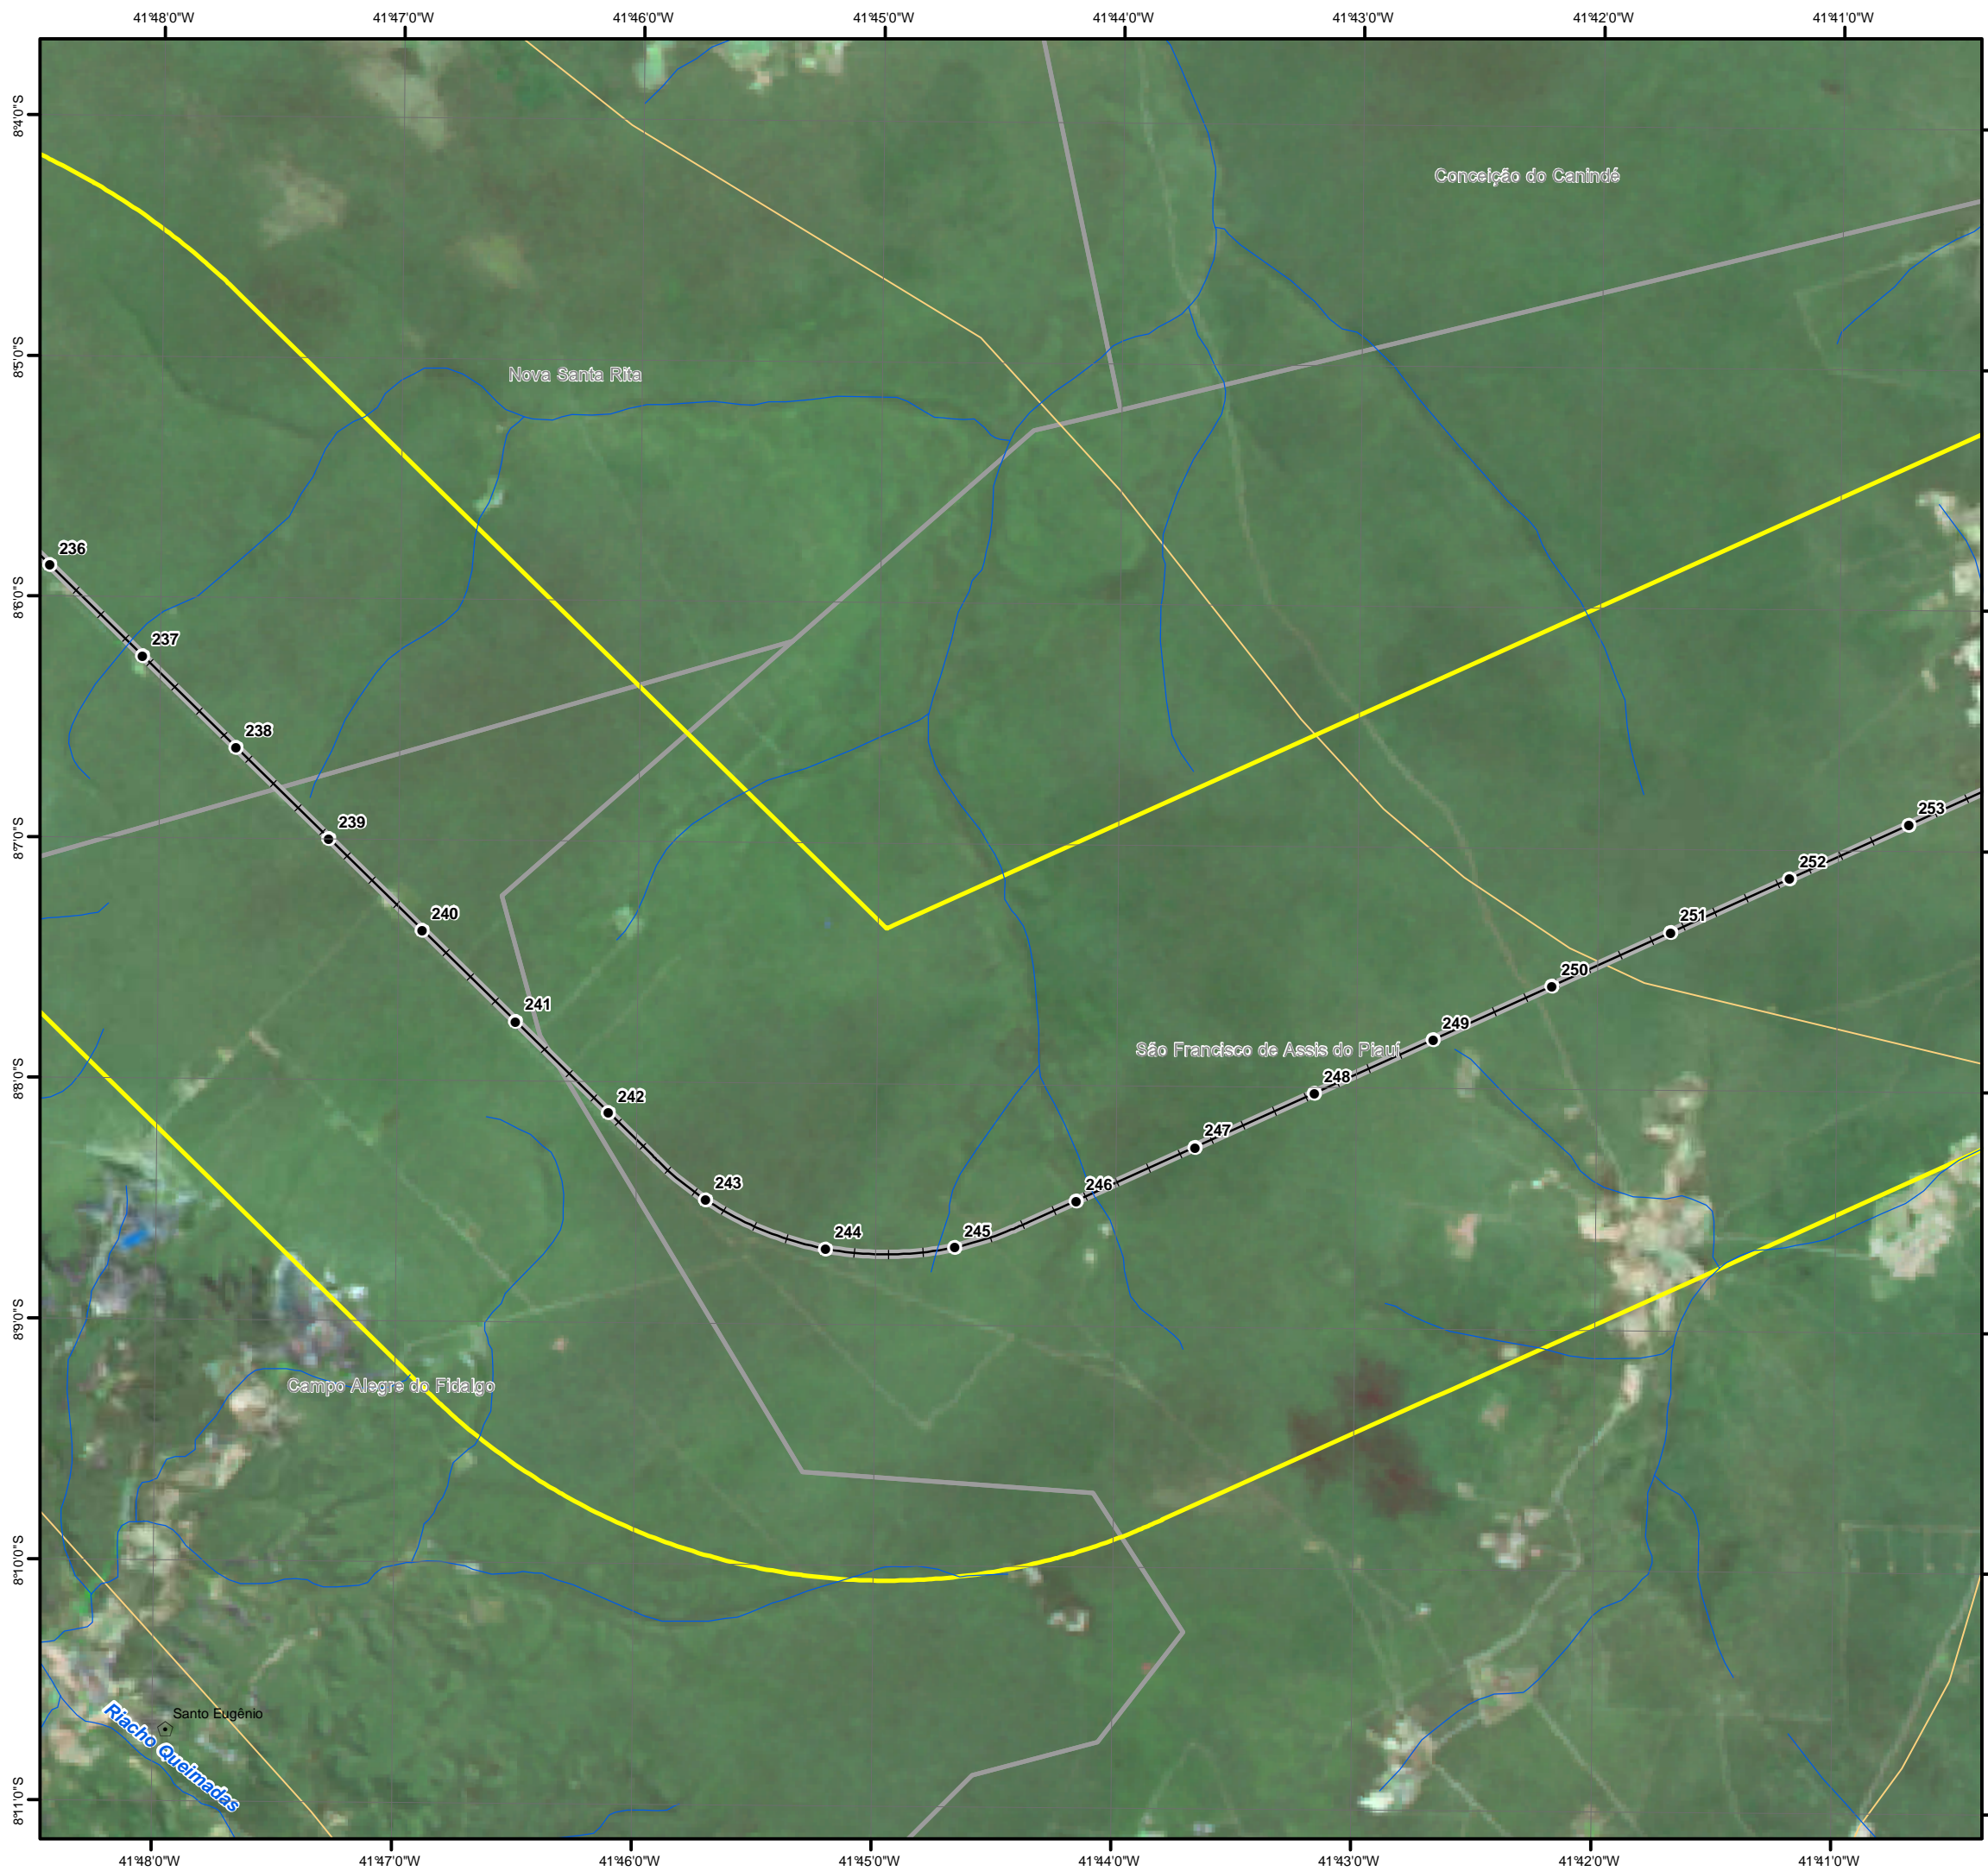 41°48'0"W
41°47'0"W
41°46'0"W
41°45'0"W
41°44'0"W
41°43'0"W
41°42'0"W
41°41'0"W
8°4'0"S
Conceição do Canindé
8°5'0"S
Nova Santa Rita
236
8°6'0"S
237
238
253
239
8°7'0"S
252
240
251
250
241
249
São Francisco de Assis do Piauí
8°8'0"S
248
242
247
243
246
244
245
8°9'0"S
Campo Alegre do Fidalgo
8°10'0"S
Santo Eugênio
Riacho Queimadas
8°11'0"S
41°48'0"W
41°47'0"W
41°46'0"W
41°45'0"W
41°44'0"W
41°43'0"W
41°42'0"W
41°41'0"W